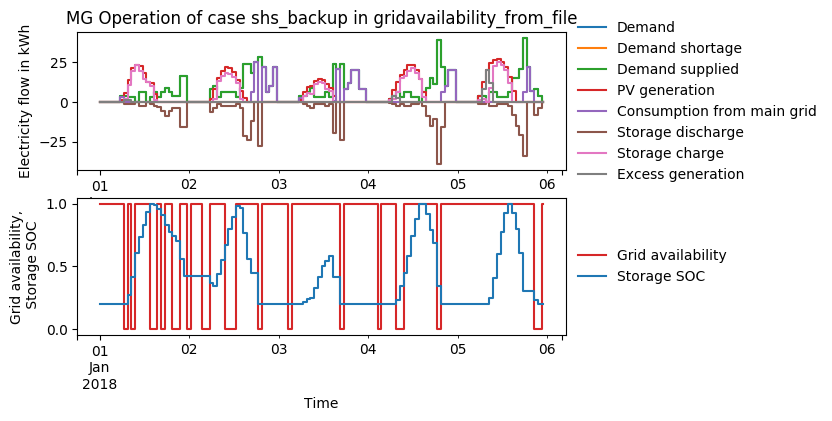 MG Operation of case shs_backup in gridavailability_from_file
Electricity flow in kWh
25
0
−25
01
02
03
04
05
06
Demand
Demand shortage
Demand supplied
PV generation
Consumption from main grid
Storage discharge
Storage charge
Excess generation
Grid availability,
Storage SOC
1.0
0.5
0.0
01
Jan
2018
02
03
04
05
06
Time
Grid availability
Storage SOC